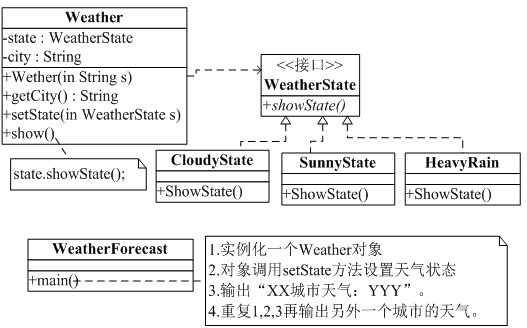 Weather
-state : WeatherState
-city : String
+Wether(in String s)
+getCity() : String
+setState(in WeatherState s)
+show()
state.showState();
<<接口>>
WeatherState
+showState()
CloudyState
+ShowState()
SunnyState
+ShowState()
HeavyRain
+ShowState()
WeatherForecast
+main()
1.实例化一个Weather对象
2.对象调用setState方法设置天气状态
3.输出“XX城市天气：YYY”。
4.重复1,2,3再输出另外一个城市的天气。